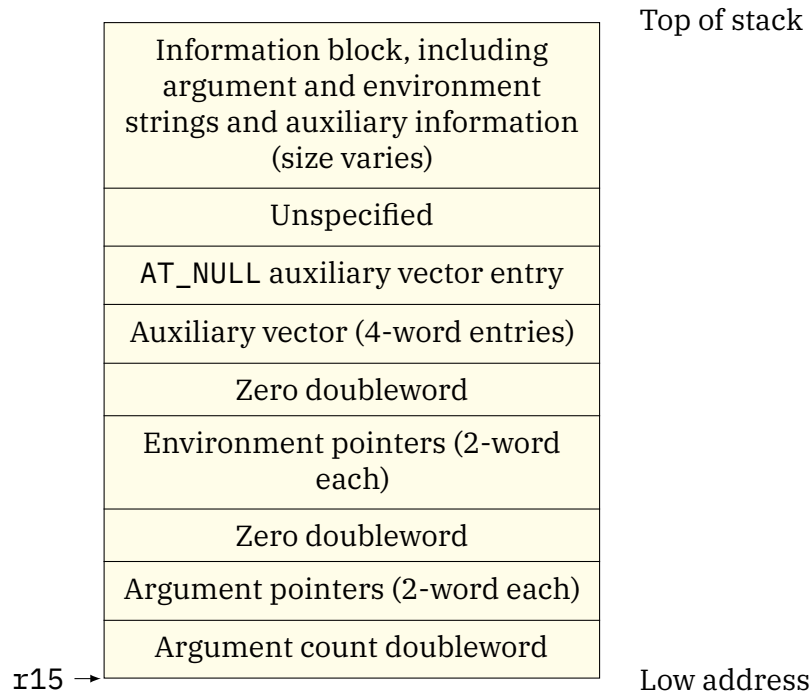 Top of stack
Information block, including
argument and environment
strings and auxiliary information
(size varies)
Unspecified
AT_NULL auxiliary vector entry
Auxiliary vector (4-word entries)
Zero doubleword
Environment pointers (2-word
each)
Zero doubleword
Argument pointers (2-word each)
Argument count doubleword
r15
Low address